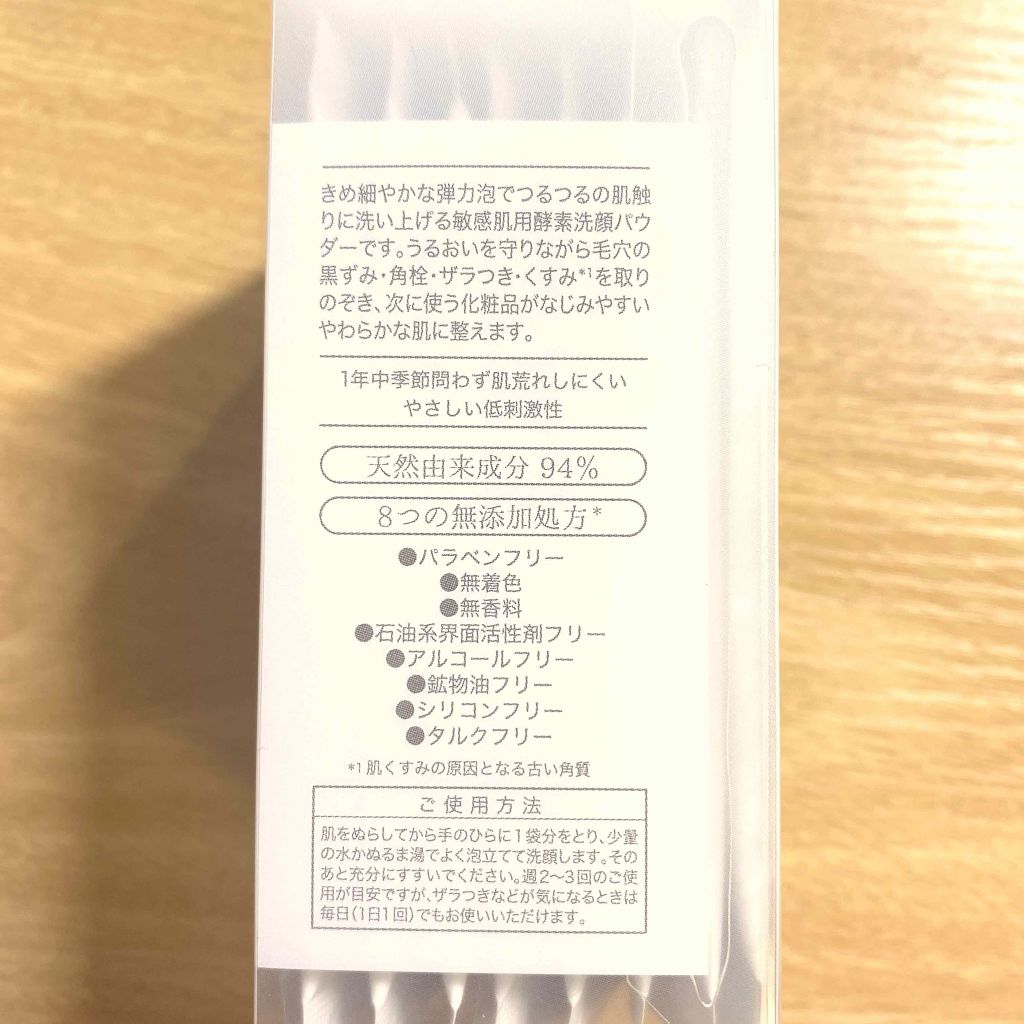 きめ細やかな弾力泡でつるつるの肌触
りに洗い上げる敏感肌用酵素洗顔パウ
ダーです。うるおいを守りながら毛穴の
黒ずみ・角栓・ザラつき・くすみ*1を取り
のぞき、次に使う化粧品がなじみやすい
やわらかな肌に整えます。
1年中季節問わず肌荒れしにくい
やさしい低刺激性
天然由来成分 94%
8つの無添加処方*
●パラベンフリー
●無着色
●無香料
●石油系界面活性剤フリー
●アルコールフリー
●鉱物油フリー
●シリコンフリー
●タルクフリー
*1 肌くすみの原因となる古い角質
ご使用方法
肌をぬらしてから手のひらに1袋分をとり、少量
の水かぬるま湯でよく泡立てて洗顔します。その
あと充分にすすいでください。週2～3回のご使
用が目安ですが、ザラつきなどが気になるときは
毎日(1日1回)でもお使いいただけます。